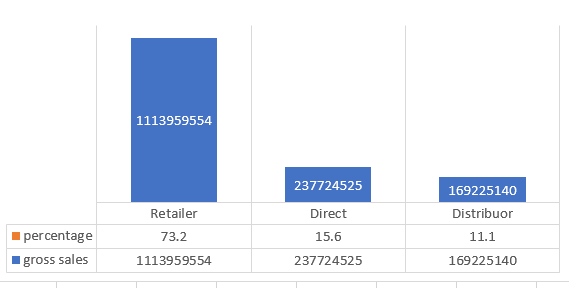 1113959554
237724525
169225140
Retailer Direct Distribuor
percentage 73.2 15.6 11.1
gross sales 1113959554 237724525 169225140